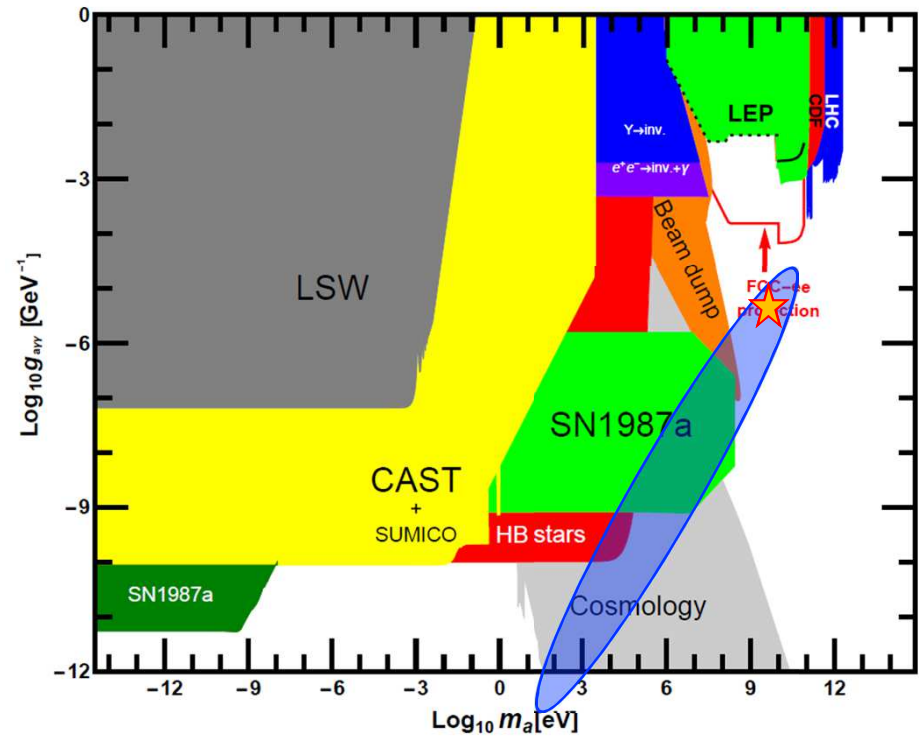 0
−3
−6
−9
−12
Log₁₀ gₐᵧᵧ [GeV⁻¹]
LSW
CAST
+
SUMICO
SN1987a
Υ→inv.
e⁺e⁻→inv.+γ
Beam dump
LEP
CDF
LHC
FCC−ee
SN1987a
HB stars
Cosmology
−12 −9 −6 −3 0 3 6 9 12
Log₁₀ mₐ[eV]